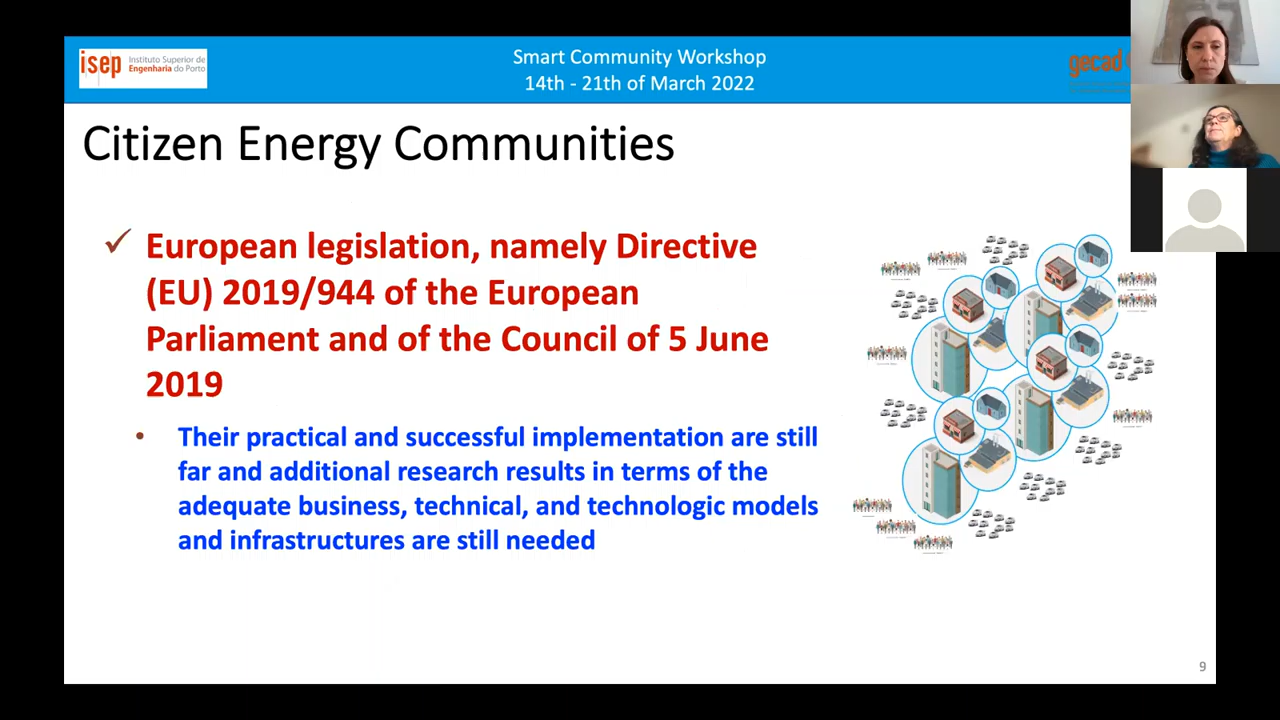 isep Instituto Superior de
Engenharia do Porto
Smart Community Workshop
14th - 21th of March 2022
gecad
Citizen Energy Communities
✓ European legislation, namely Directive
(EU) 2019/944 of the European
Parliament and of the Council of 5 June
2019
• Their practical and successful implementation are still
far and additional research results in terms of the
adequate business, technical, and technologic models
and infrastructures are still needed
9